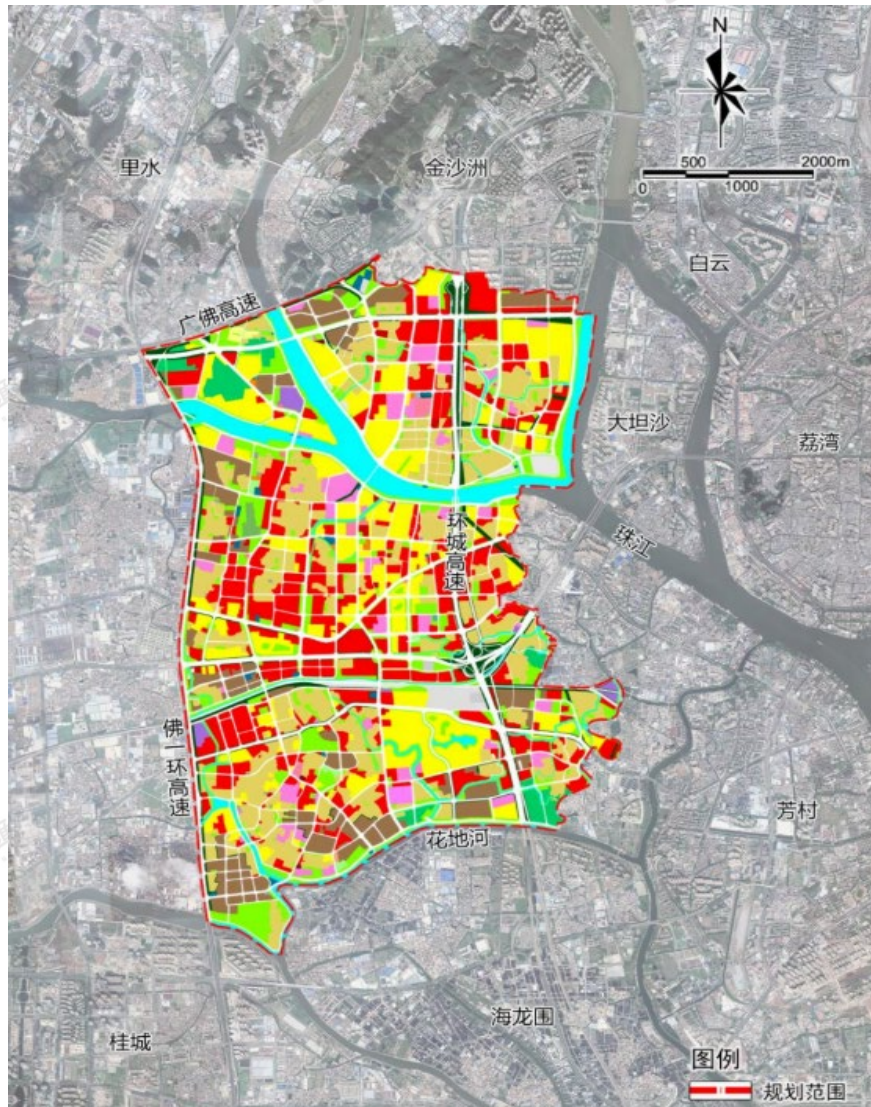 N
500
2000m
0
1000
里水
金沙洲
白云
广佛高速
大坦沙
荔湾
环城高速
珠江
佛一环高速
芳村
花地河
海龙围
桂城
图例
规划范围